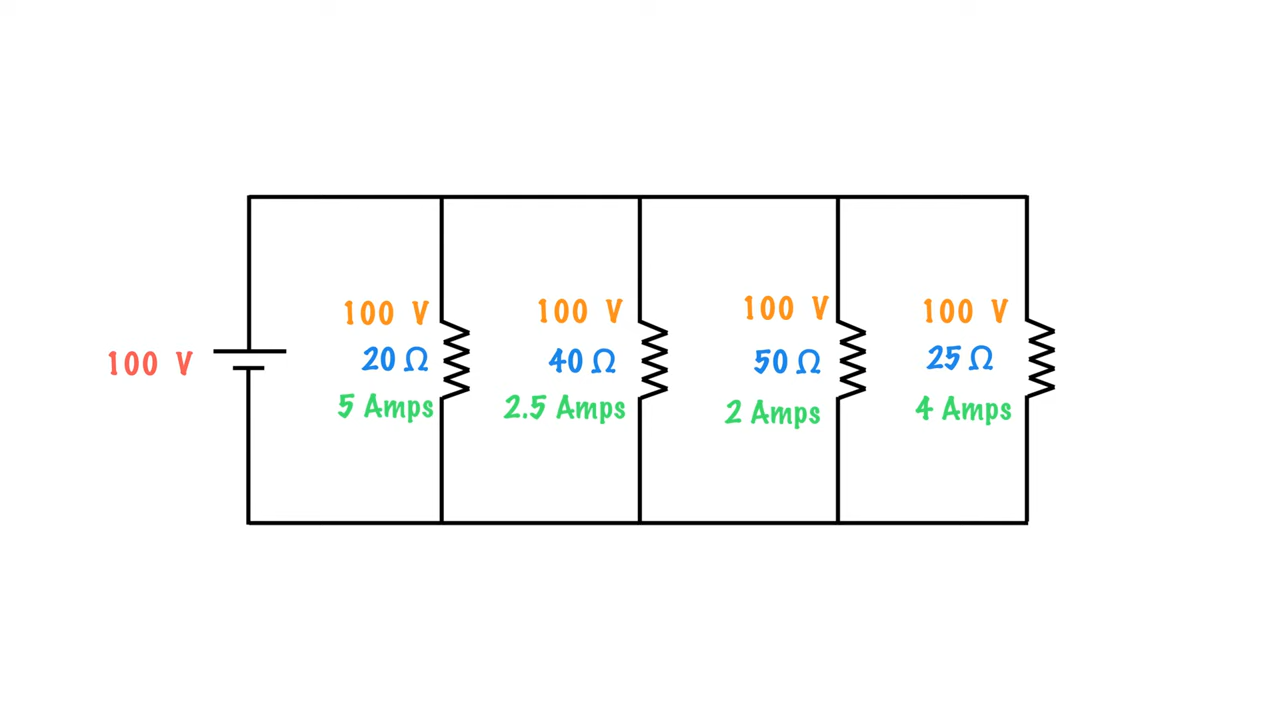 100 V
100 V
20 Ω
5 Amps
100 V
40 Ω
2.5 Amps
100 V
50 Ω
2 Amps
100 V
25 Ω
4 Amps